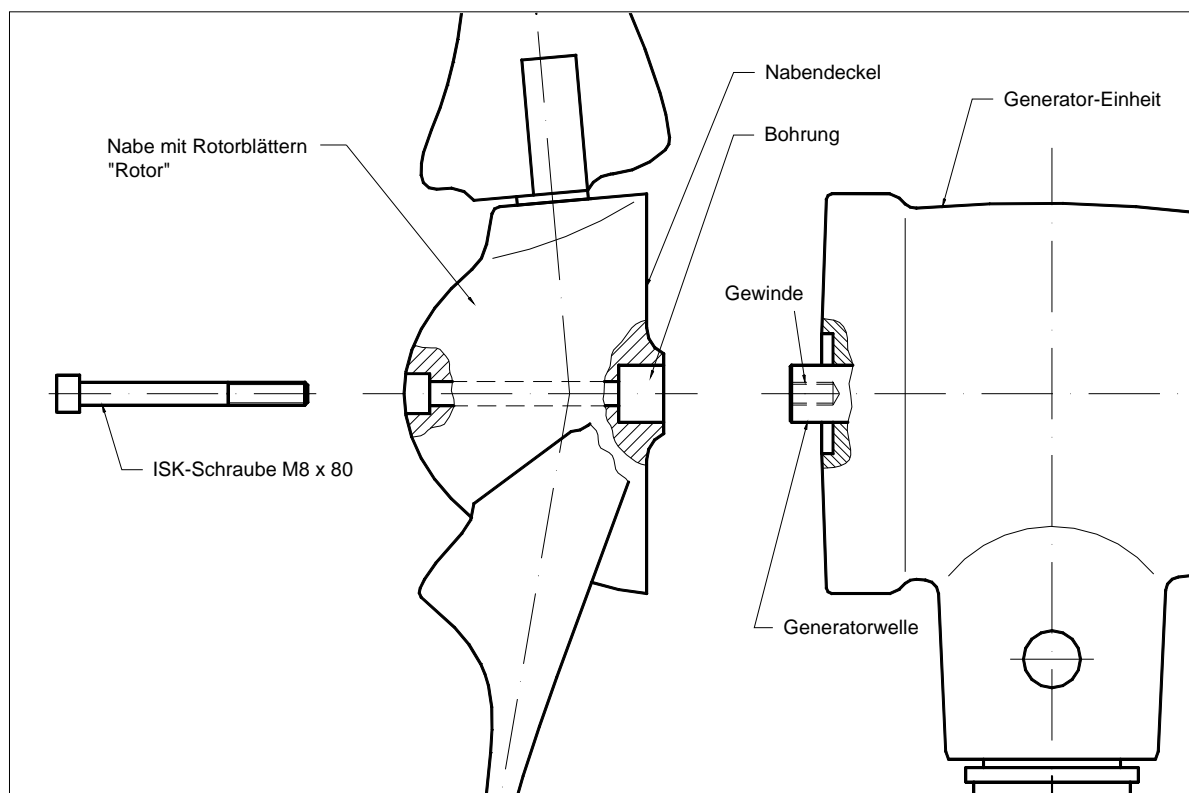 Nabendeckel
Generator-Einheit
Bohrung
Nabe mit Rotorblättern
"Rotor"
Gewinde
ISK-Schraube M8 x 80
Generatorwelle